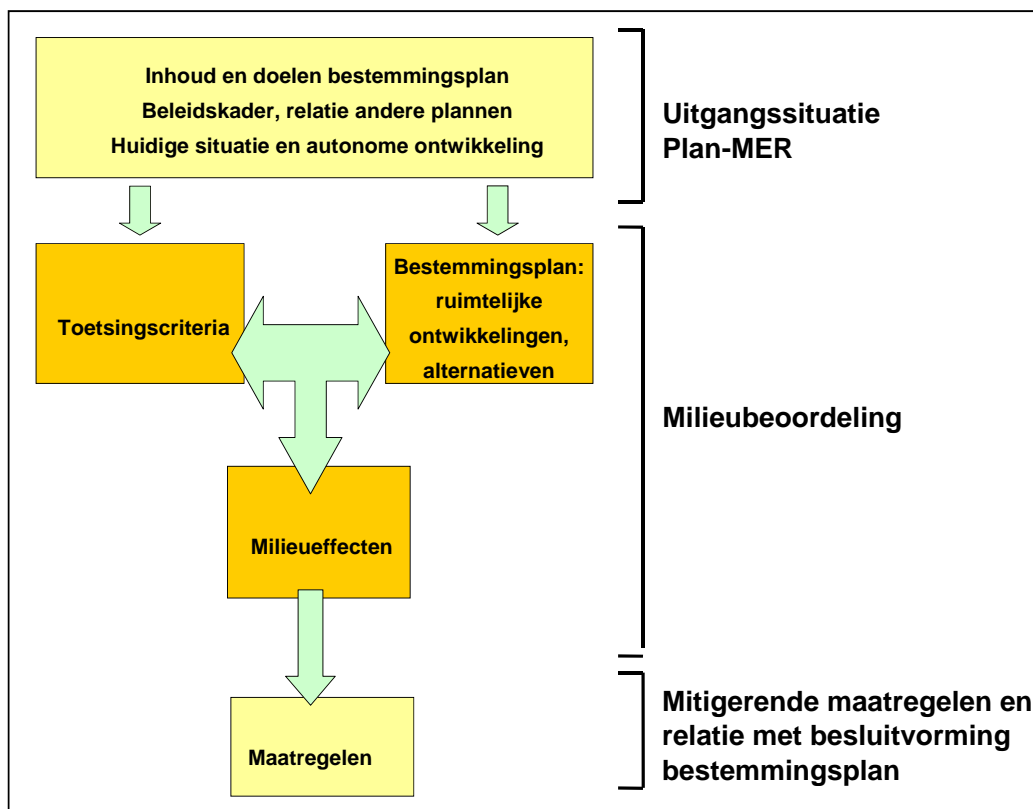 Inhoud en doelen bestemmingsplan
Beleidskader, relatie andere plannen
Huidige situatie en autonome ontwikkeling
Uitgangssituatie
Plan-MER
Toetsingscriteria
Bestemmingsplan:
ruimtelijke
ontwikkelingen,
alternatieven
Milieubeoordeling
Milieueffecten
Maatregelen
Mitigerende maatregelen en
relatie met besluitvorming
bestemmingsplan